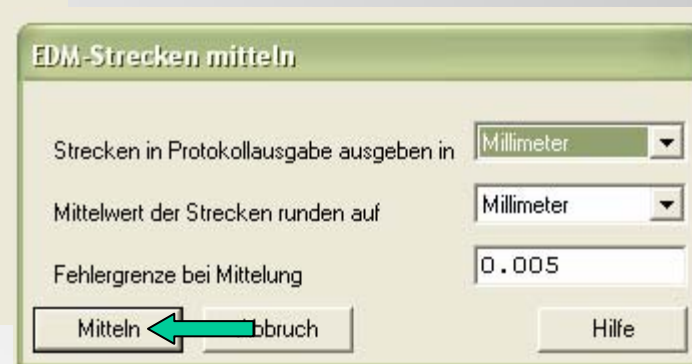 EDM-Strecken mitteln
Strecken in Protokollausgabe ausgeben in Millimeter
Mittelwert der Strecken runden auf Millimeter
Fehlergrenze bei Mittelung 0.005
Mitteln Abbruch Hilfe